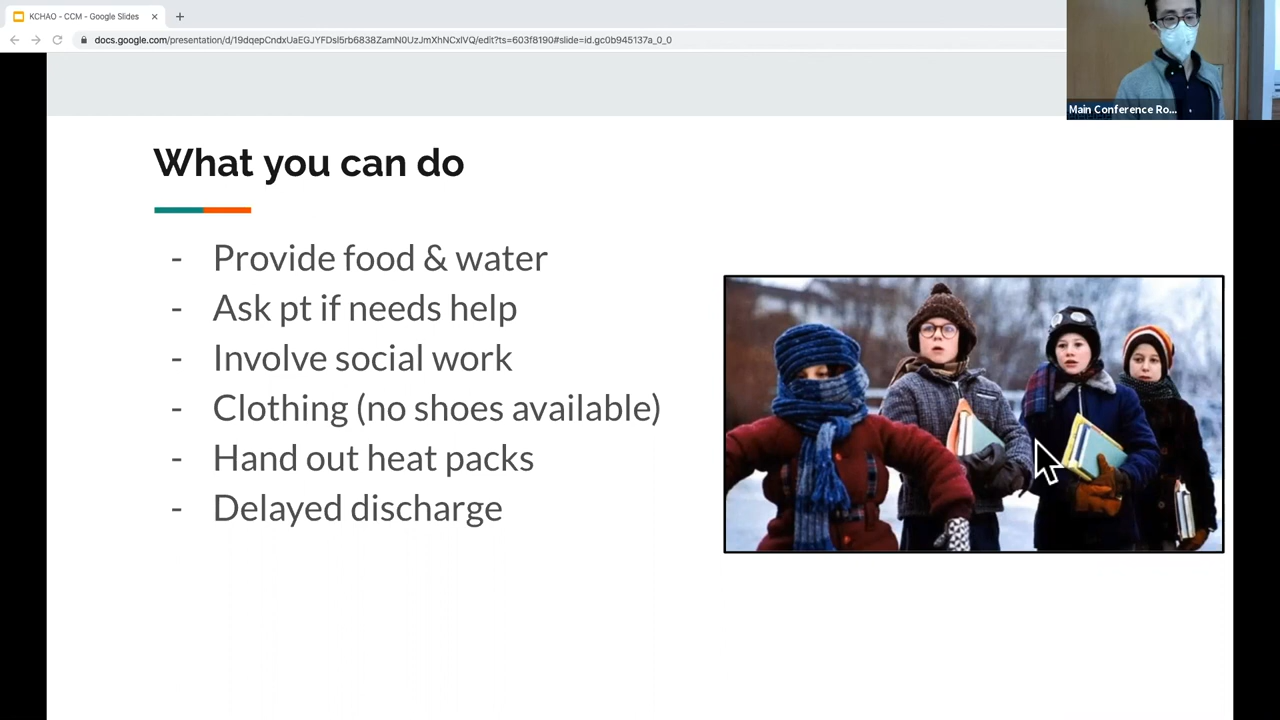 KCHAO - CCM - Google Slides
docs.google.com/presentation/d/19dqepCndxUaEGJYFDsl5rb6838ZamN0UzJmXhNCxlVQ/edit?ts=603f8190#slide=id.gc0b945137a_0_0
Main Conference Ro...
What you can do
- Provide food & water
- Ask pt if needs help
- Involve social work
- Clothing (no shoes available)
- Hand out heat packs
- Delayed discharge